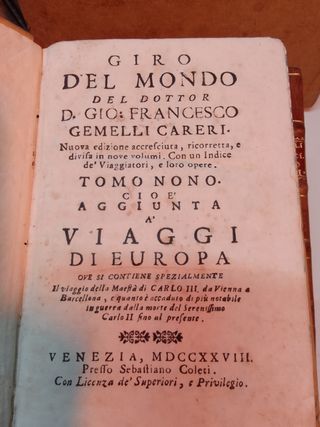 GIRO
DEL MONDO
DEL DOTTOR
D. GIO: FRANCESCO
GEMELLI CARERI.
Nuova edizione accresciuta, ricorretta, e
divisa in nove volumi. Con un Indice
de' Viaggiatori, e loro opere.
TOMO NONO.
CIOE'
AGGIUNTA
A'
VIAGGI
DI EUROPA
OVE SI CONTIENE SPEZIALMENTE
Il viaggio della Maestà di CARLO III. da Vienna a
Barcellona, e quanto è accaduto di più notabile
in guerra dalla morte del Serenissimo
Carlo II fino al presente.
VENEZIA, MDCCXXVIII.
Presso Sebastiano Coleti.
Con Licenza de' Superiori, e Privilegio.